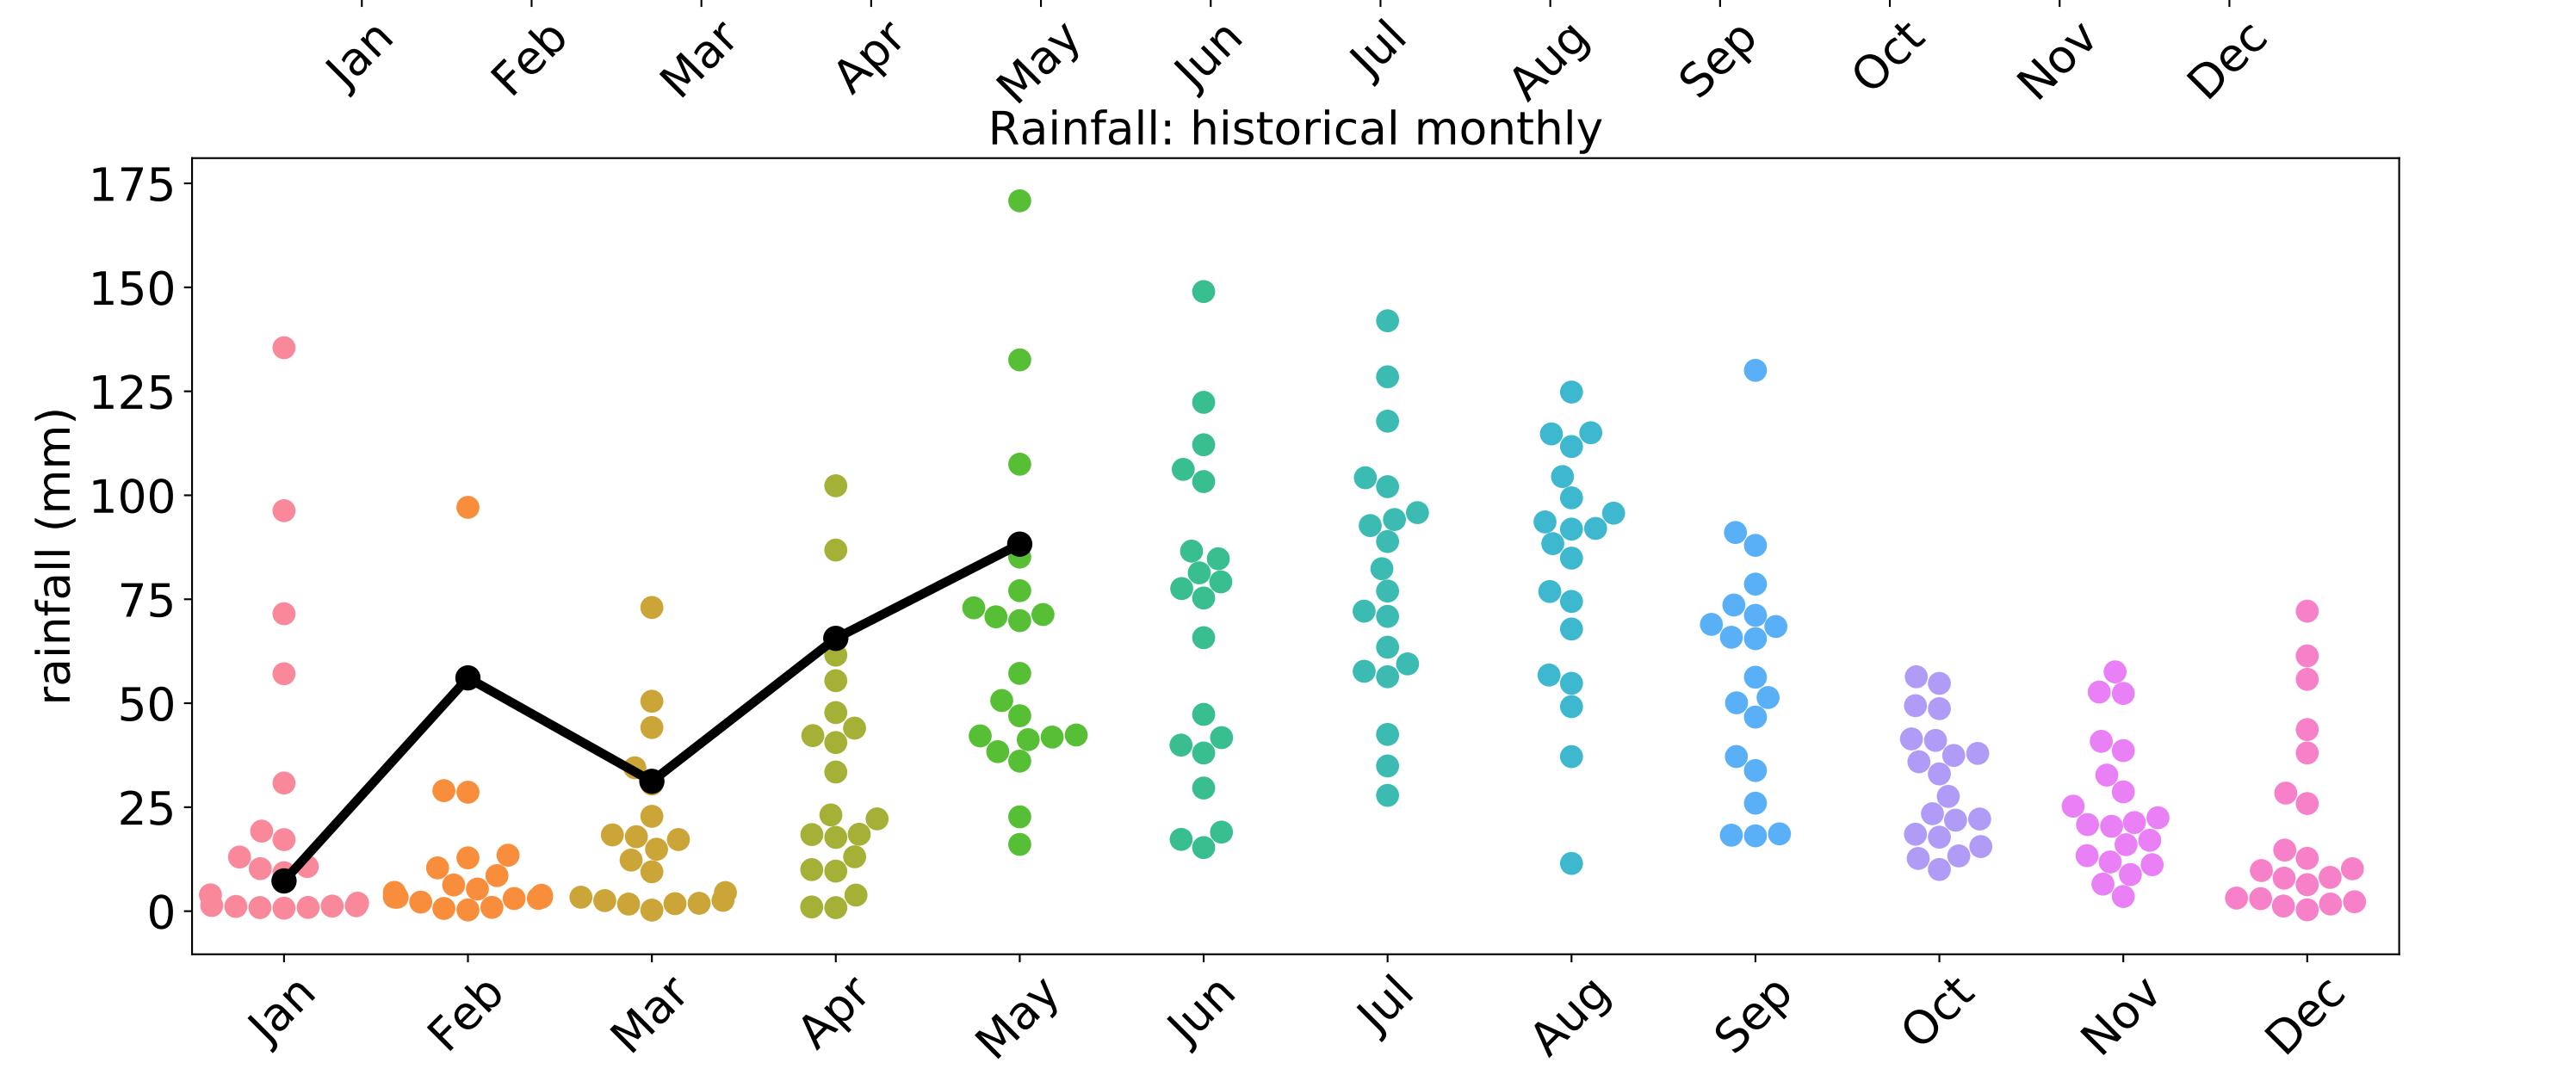 Jan Feb Mar Apr May Jun Jul Aug Sep Oct Nov Dec
Rainfall: historical monthly
175
150
125
100
75
50
25
0
rainfall (mm)
Jan Feb Mar Apr May Jun Jul Aug Sep Oct Nov Dec